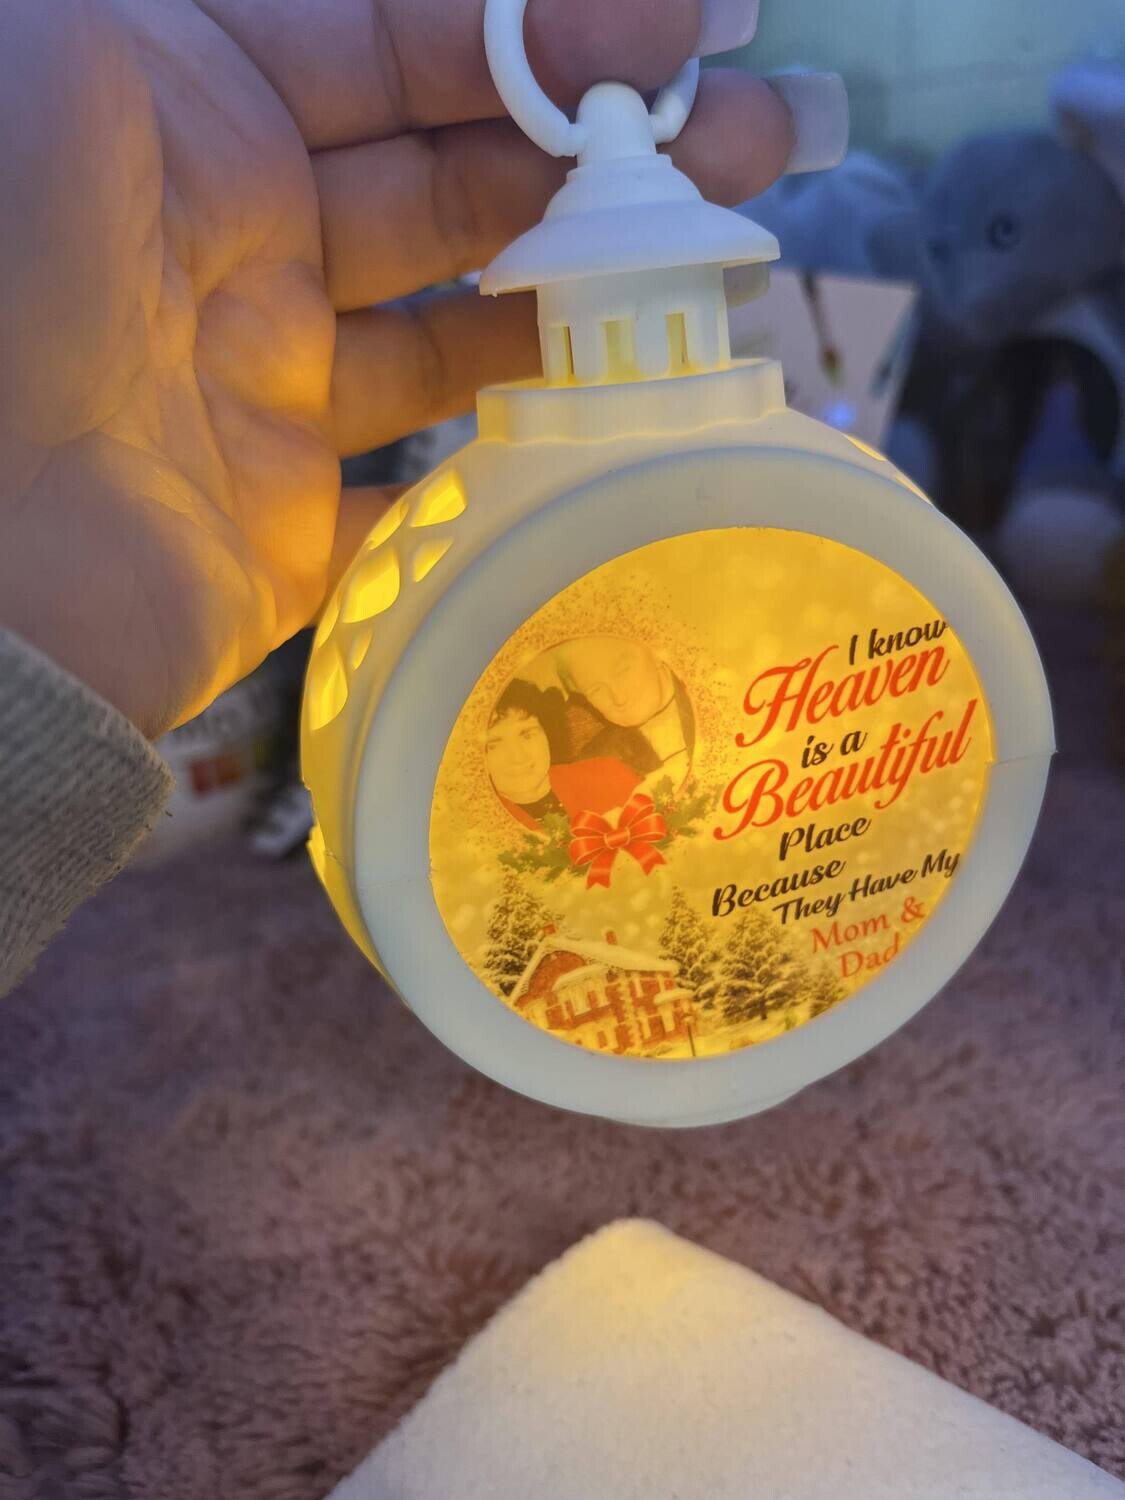 I know
Heaven
is a
Beautiful
Place
Because
They Have My
Mom &
Dad